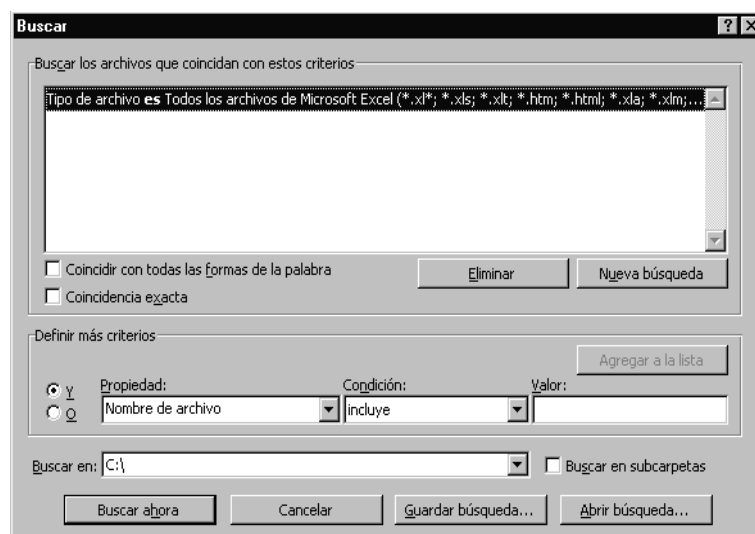 Buscar
Buscar los archivos que coincidan con estos criterios
Tipo de archivo es Todos los archivos de Microsoft Excel (*.xl*; *.xls; *.xlt; *.htm; *.html; *.xla; *.xlm;...
Coincidir con todas las formas de la palabra
Eliminar
Nueva búsqueda
Coincidencia exacta
Definir más criterios
Agregar a la lista
Y
O
Propiedad:
Condición:
Valor:
Nombre de archivo
incluye
Buscar en: C:\
Buscar en subcarpetas
Buscar ahora
Cancelar
Guardar búsqueda...
Abrir búsqueda...